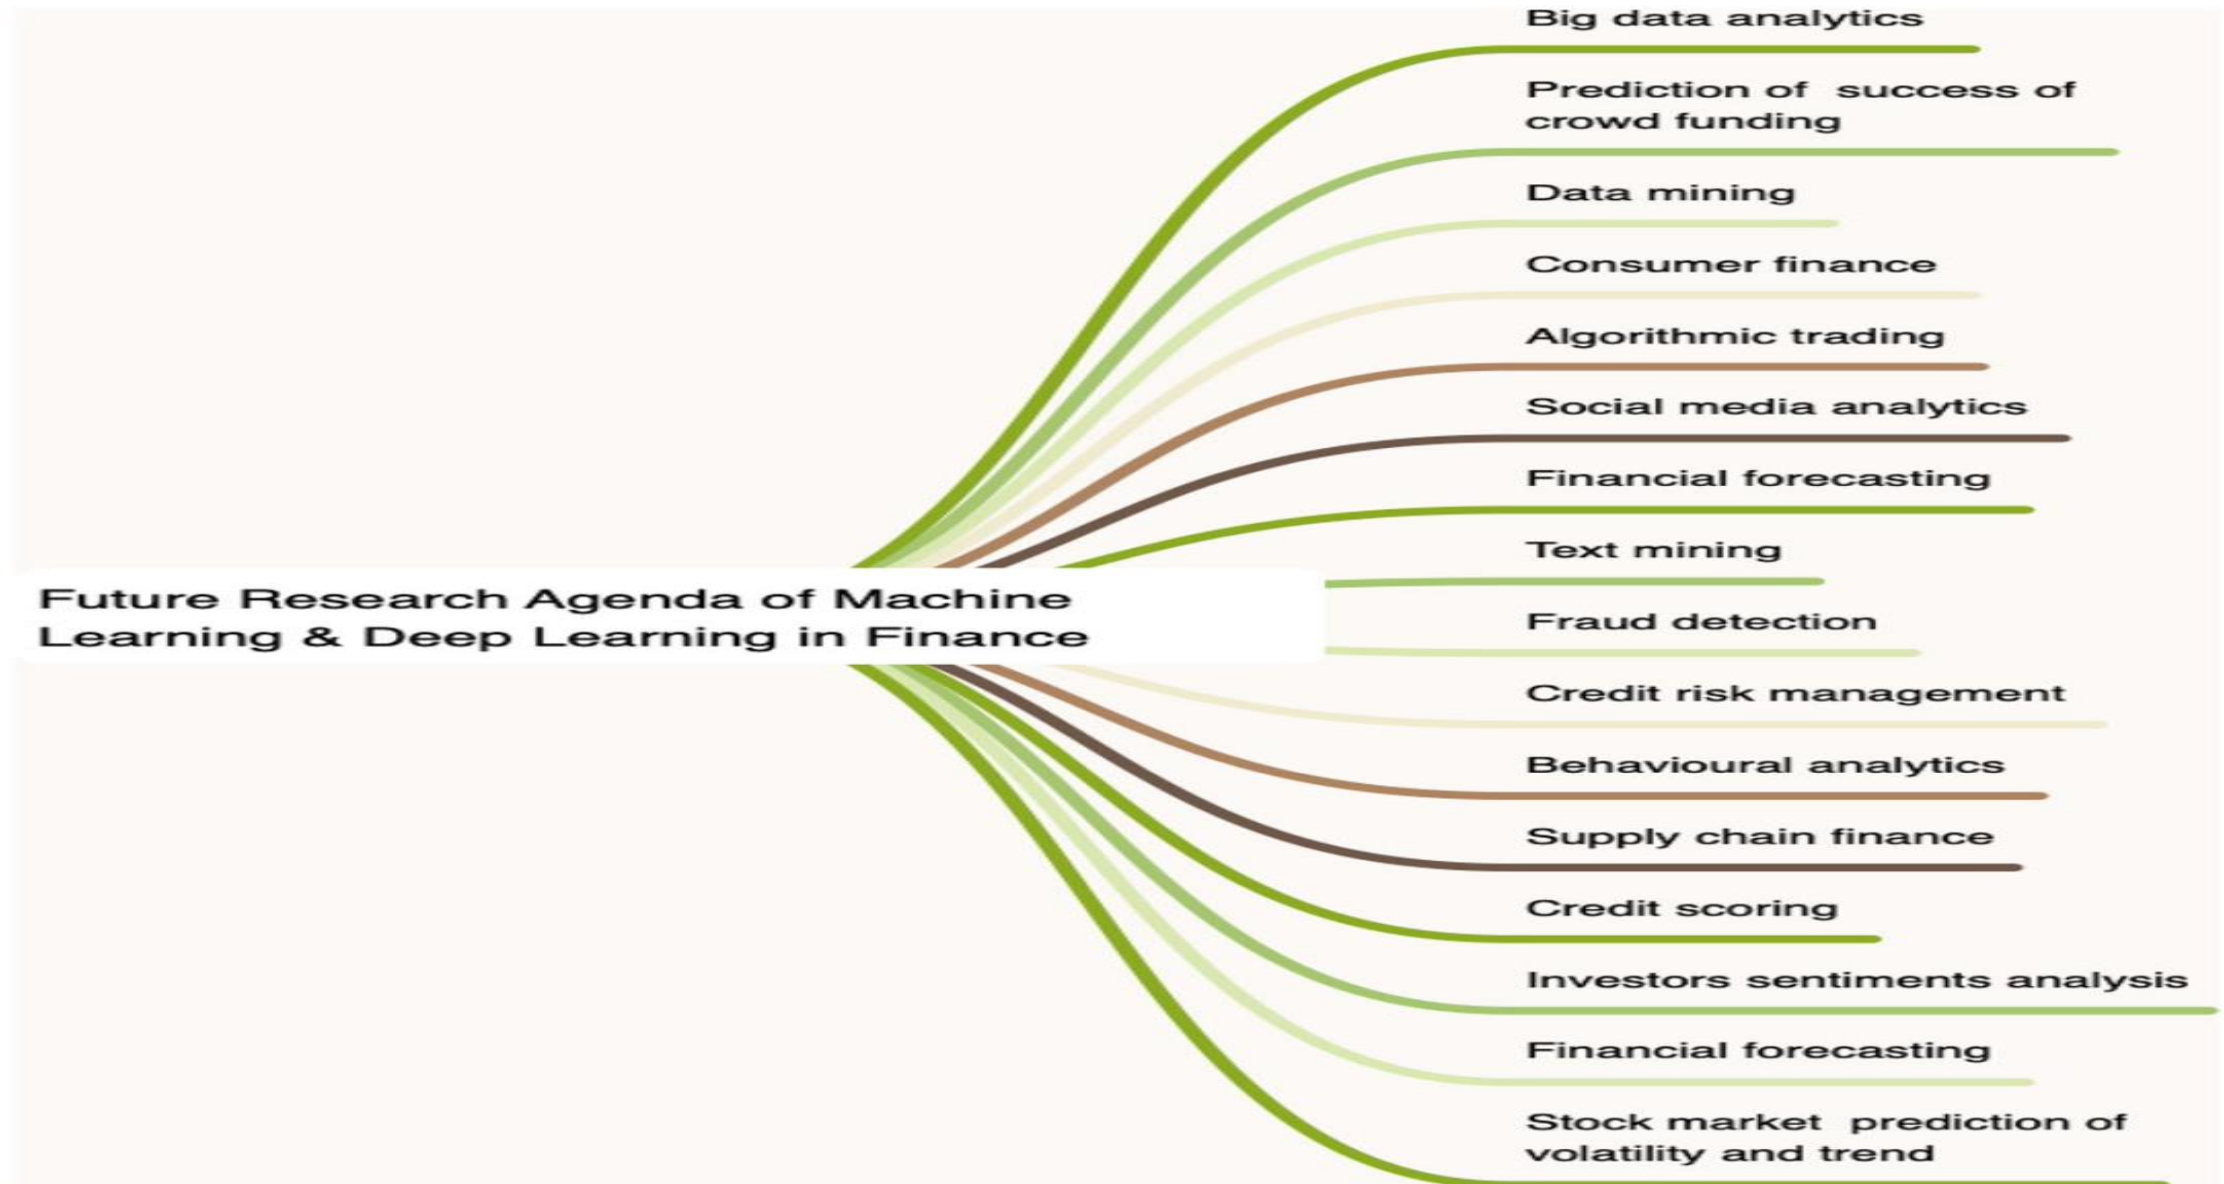 Big data analytics
Prediction of success of
crowd funding
Data mining
Consumer finance
Algorithmic trading
Social media analytics
Financial forecasting
Text mining
Future Research Agenda of Machine
Learning & Deep Learning in Finance
Fraud detection
Credit risk management
Behavioural analytics
Supply chain finance
Credit scoring
Investors sentiments analysis
Financial forecasting
Stock market prediction of
volatility and trend